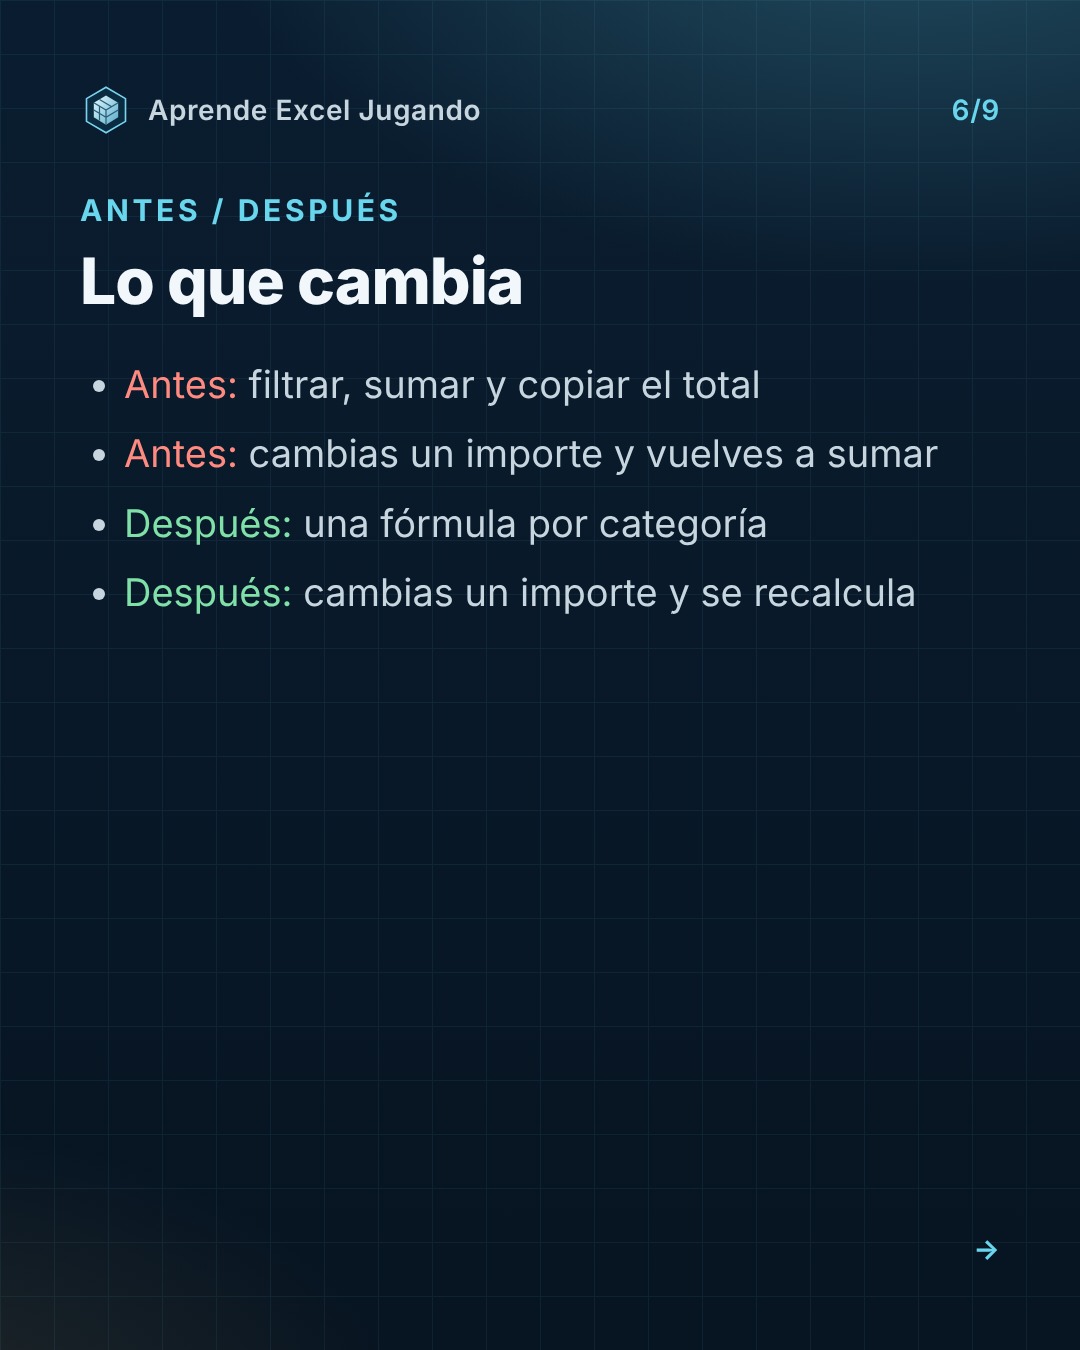 Aprende Excel Jugando
6/9
ANTES / DESPUÉS
Lo que cambia
• Antes: filtrar, sumar y copiar el total
• Antes: cambias un importe y vuelves a sumar
• Después: una fórmula por categoría
• Después: cambias un importe y se recalcula
→